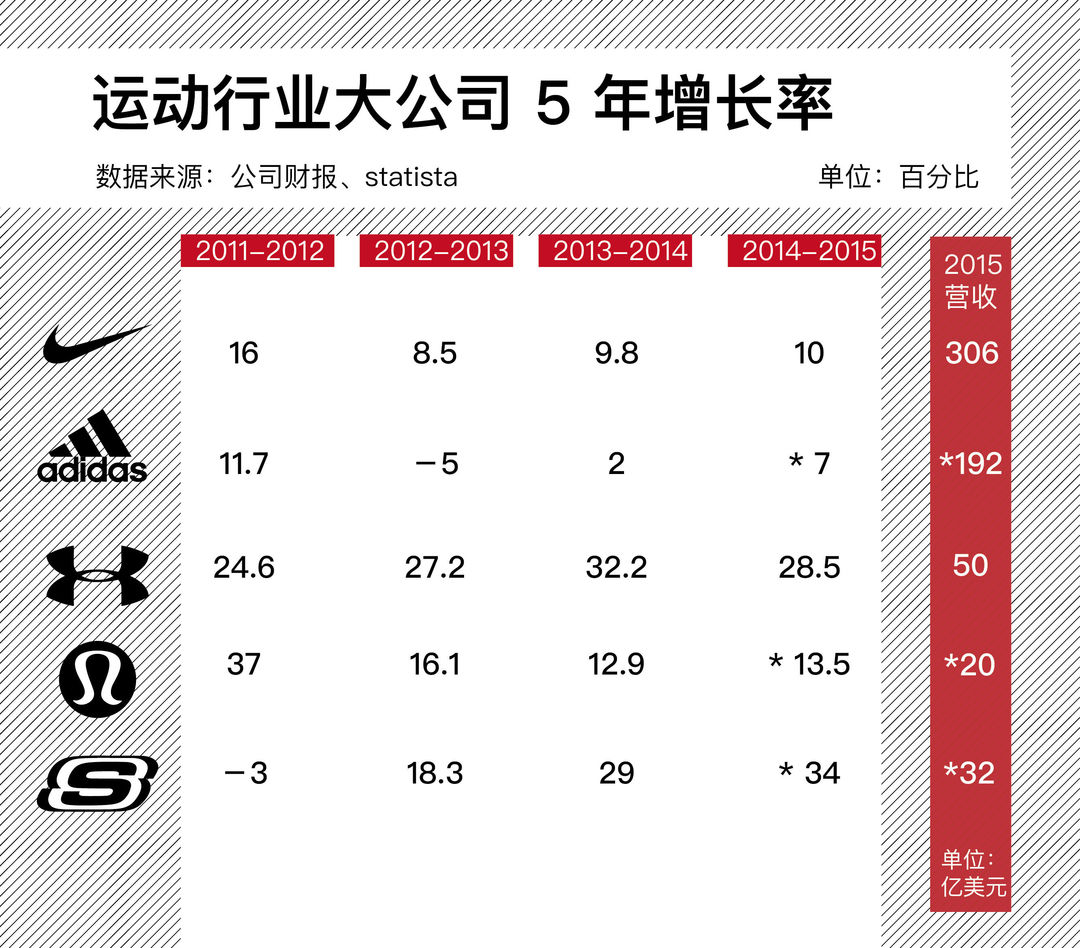 运动行业大公司 5 年增长率
数据来源：公司财报、statista 单位：百分比
2011–2012 2012–2013 2013–2014 2014–2015 2015
营收
16 8.5 9.8 10 306
adidas 11.7 –5 2 * 7 *192
24.6 27.2 32.2 28.5 50
37 16.1 12.9 * 13.5 *20
S –3 18.3 29 * 34 *32
单位：
亿美元